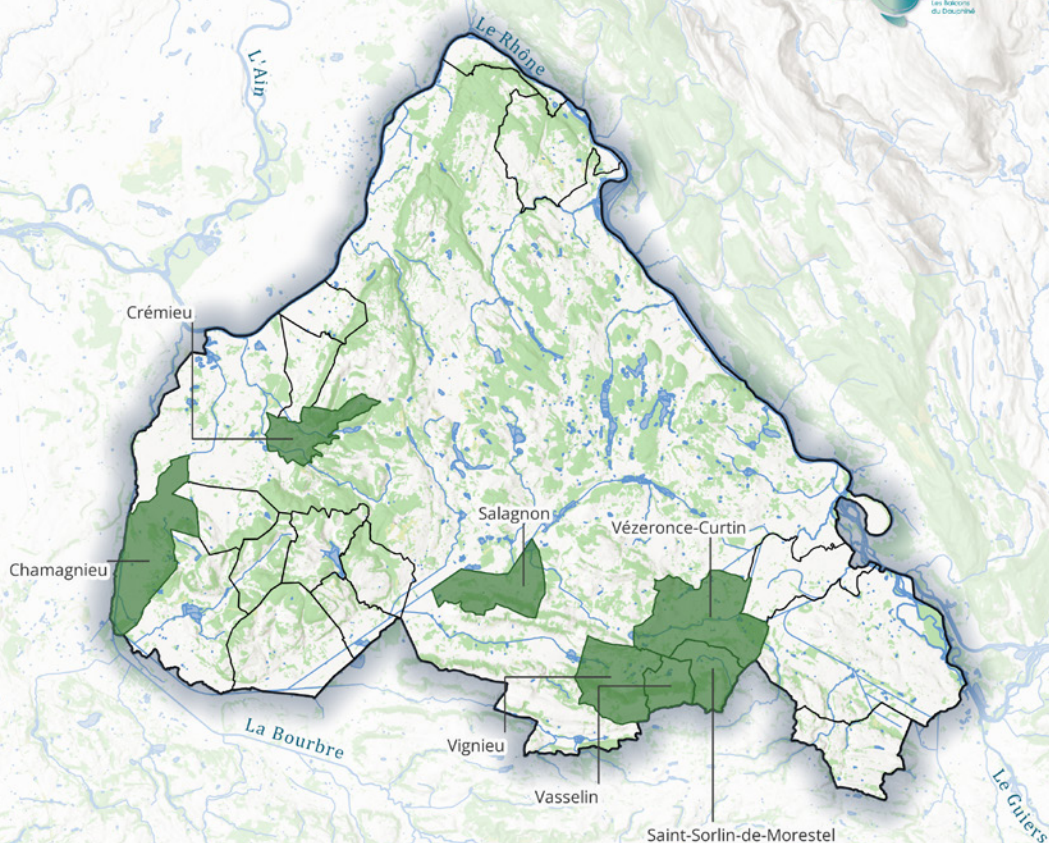 Les Balcons
du Dauphiné
Le Rhône
L'Ain
Crémieu
Salagnon
Vézeronce-Curtin
Chamagnieu
La Bourbre
Vignieu
Vasselin
Le Guiers
Saint-Sorlin-de-Morestel